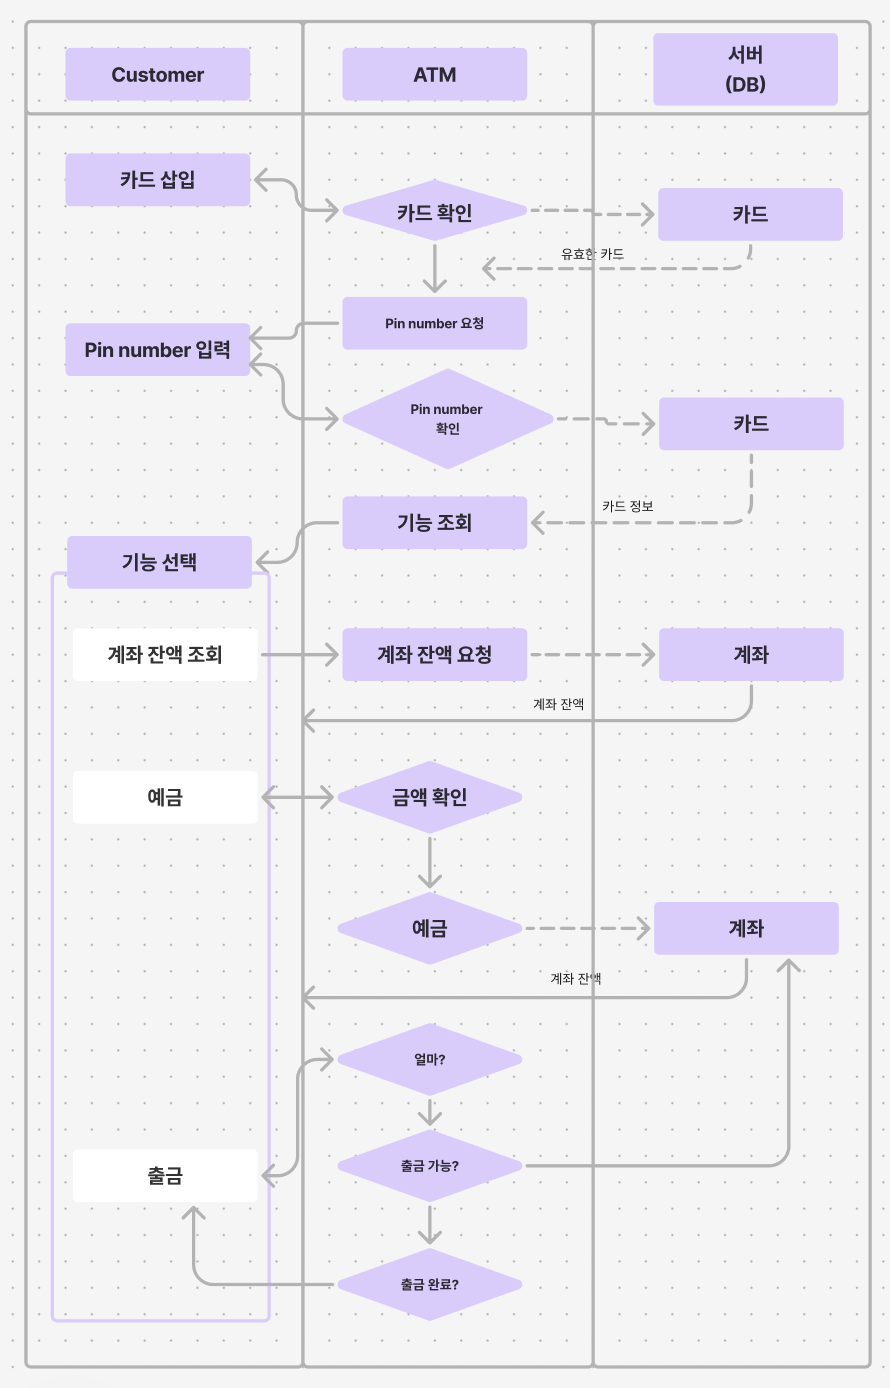 Customer
ATM
서버
(DB)
카드 삽입
카드 확인
카드
유효한 카드
Pin number 요청
Pin number 입력
Pin number
확인
카드
카드 정보
기능 조회
기능 선택
계좌 잔액 조회
계좌 잔액 요청
계좌
계좌 잔액
예금
금액 확인
예금
계좌
계좌 잔액
얼마?
출금 가능?
출금
출금 완료?